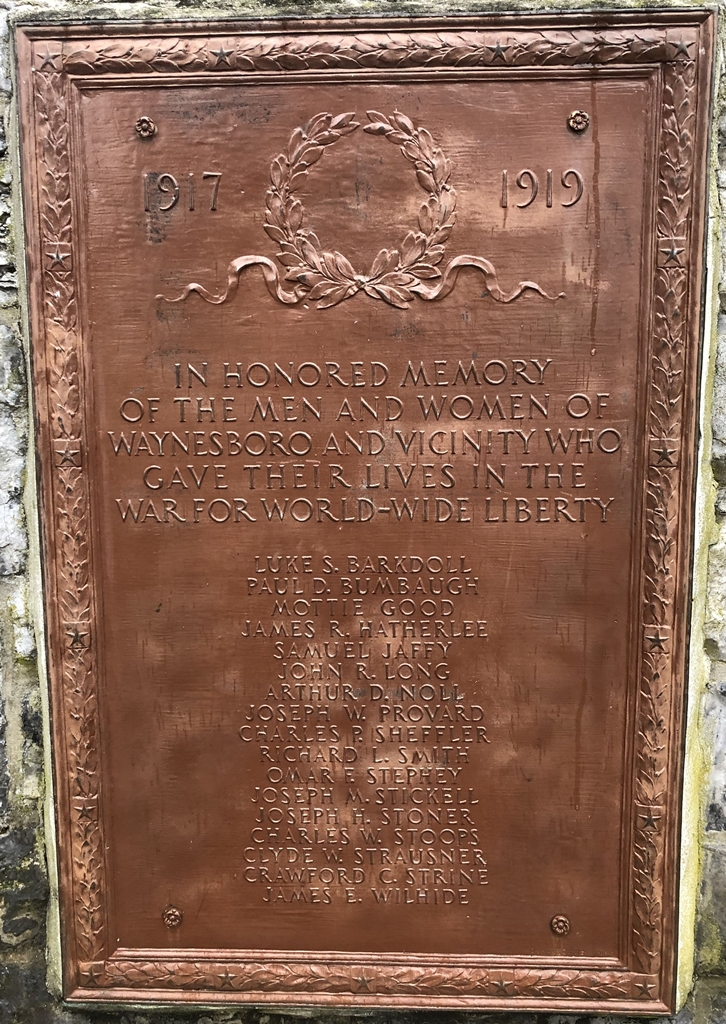 1917 1919
IN HONORED MEMORY
OF THE MEN AND WOMEN OF
WAYNESBORO AND VICINITY WHO
GAVE THEIR LIVES IN THE
WAR FOR WORLD-WIDE LIBERTY
LUKE S. BARKDOLL
PAUL D. BUMBAUGH
MOTTIE GOOD
JAMES R. HATHERLEE
SAMUEL JAFFY
JOHN R. LONG
ARTHUR D. NOLL
JOSEPH W. PROVARD
CHARLES P. SHEFFLER
RICHARD L. SMITH
OMAR F. STEPHEY
JOSEPH M. STICKELL
JOSEPH H. STONER
CHARLES W. STOOPS
CLYDE W. STRAUSNER
CRAWFORD C. STRINE
JAMES E. WILHIDE